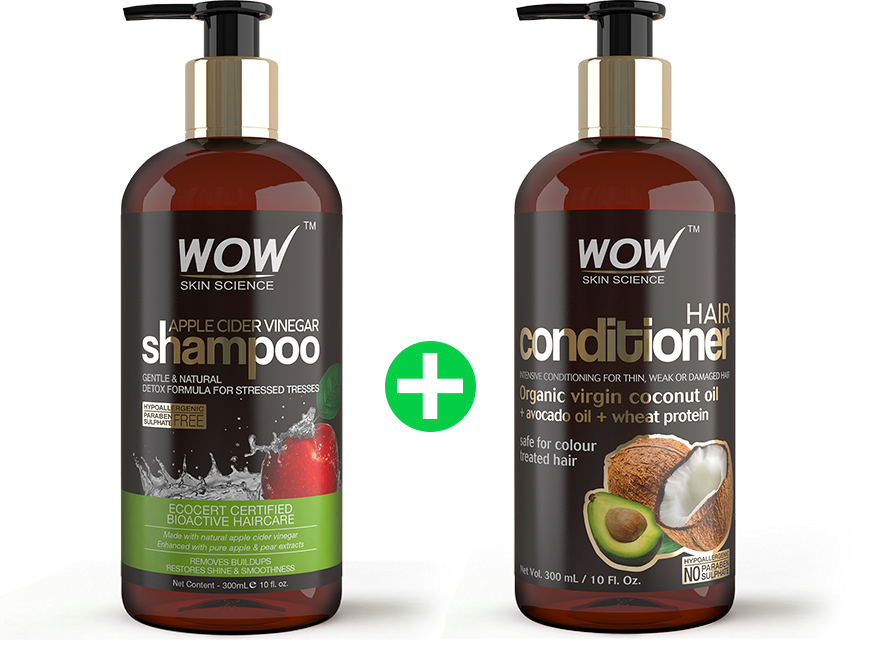 WOW™
SKIN SCIENCE
APPLE CIDER VINEGAR
shampoo
GENTLE & NATURAL
DETOX FORMULA FOR STRESSED TRESSES
HYPOALLERGENIC
PARABEN
SULPHATE
FREE
ECOCERT CERTIFIED
BIOACTIVE HAIRCARE
Made with natural apple cider vinegar
Enhanced with pure apple & pear extracts
REMOVES BUILDUPS
RESTORES SHINE & SMOOTHNESS
Net Content - 300mL℮ 10 fl. oz.
WOW™
SKIN SCIENCE
HAIR
conditioner
INTENSIVE CONDITIONING FOR THIN, WEAK OR DAMAGED HAIR
Organic virgin coconut oil
+ avocado oil + wheat protein
safe for colour
treated hair
HYPOALLERGENIC
NO PARABEN
SULPHATE
Net Vol. 300 mL / 10 Fl. Oz.